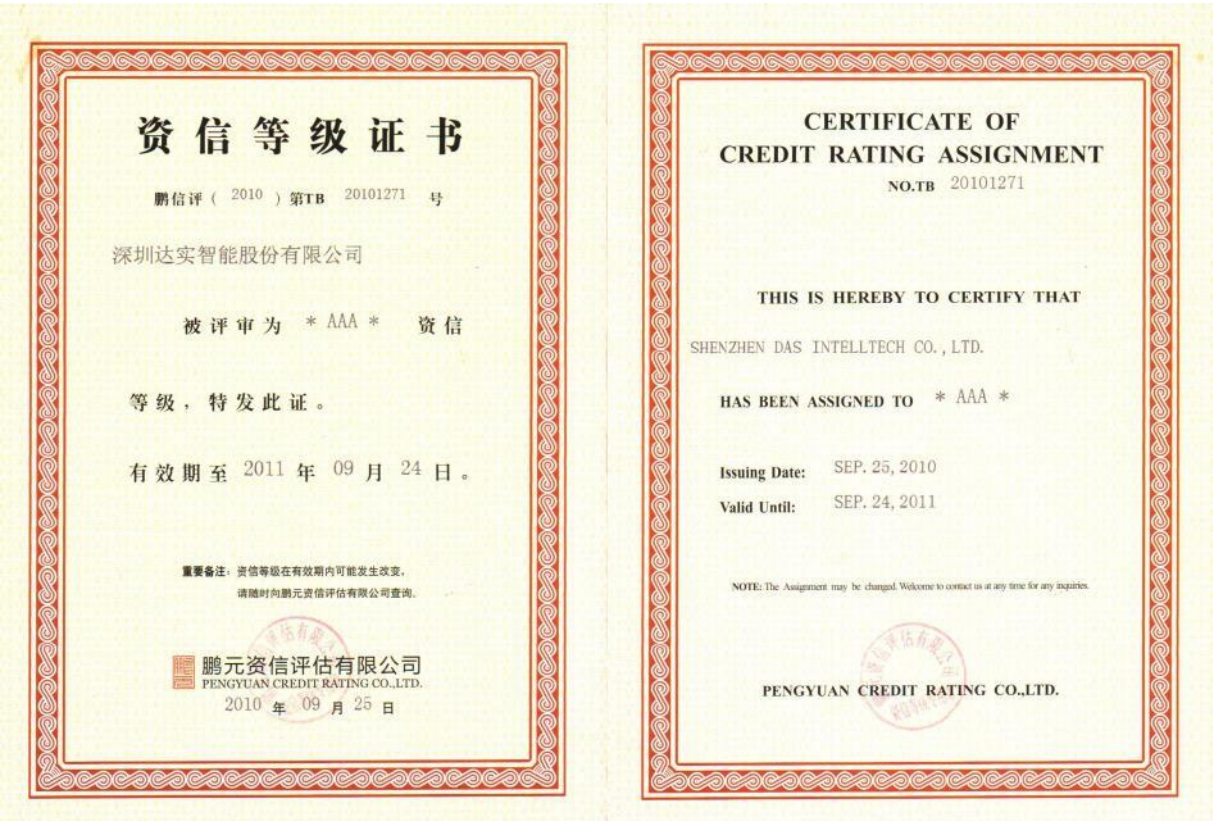 资信等级证书
鹏信评（ 2010 ）第TB 20101271 号
深圳达实智能股份有限公司
被评审为 * AAA * 资信
等级，特发此证。
有效期至 2011 年 09 月 24 日。
重要备注：资信等级在有效期内可能发生改变，
请随时向鹏元资信评估有限公司查询。
鹏元资信评估有限公司
PENGYUAN CREDIT RATING CO.,LTD.
2010 年 09 月 25 日
CERTIFICATE OF
CREDIT RATING ASSIGNMENT
NO.TB 20101271
THIS IS HEREBY TO CERTIFY THAT
SHENZHEN DAS INTELLTECH CO.,LTD.
HAS BEEN ASSIGNED TO * AAA *
Issuing Date: SEP. 25, 2010
Valid Until: SEP. 24, 2011
NOTE: The Assignment may be changed. Welcome to contact us at any time for any inquiries.
PENGYUAN CREDIT RATING CO.,LTD.